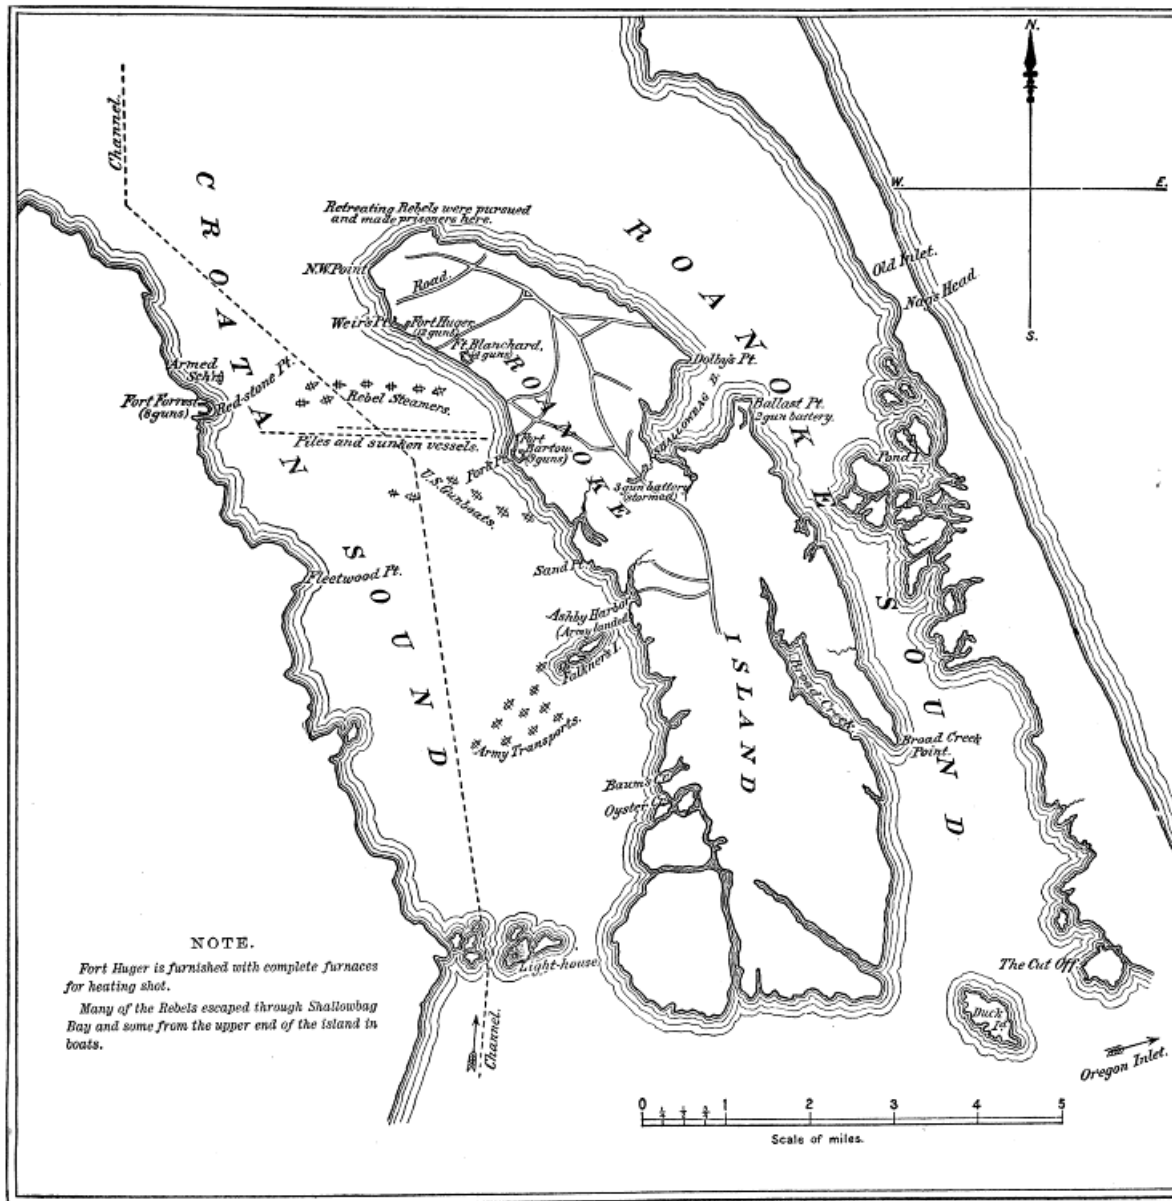 N.
W.
E.
S.
Channel.
CROATAN
SOUND
ROANOKE
SOUND
ROANOKE
ISLAND
Retreating Rebels were pursued
and made prisoners here.
N.W. Point
Road.
Weir's Pt.
Fort Huger
(12 guns)
Ft. Blanchard,
Old Inlet.
Nag's Head
Dolby's Pt.
SHALLOWBAG B.
Ballast Pt.
2 gun battery.
Armed
Fort Forrest
(8 guns)
Red-stone Pt.
Rebel Steamers.
Piles and sunken vessels.
Fort
Bartow
(9 guns)
Fork Pt.
U.S. Gunboats.
3 gun battery
(stormed)
Pond I.
Fleetwood Pt.
Sand Pt.
Ashby Harbor
(Army landed)
Falkner's I.
Army Transports.
Broad Creek
Broad Creek
Point.
Baum's Cr.
Oyster Cr.
Light-house.
The Cut Off
Duck
Id.
Oregon Inlet.
Channel.
NOTE.
Fort Huger is furnished with complete furnaces
for heating shot.
Many of the Rebels escaped through Shallowbag
Bay and some from the upper end of the island in
boats.
0 ¼ ½ ¾ 1 2 3 4 5
Scale of miles.